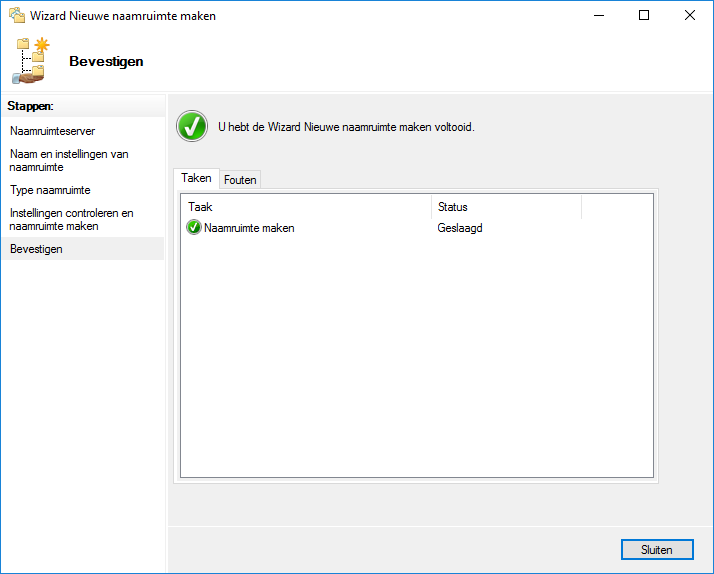 Wizard Nieuwe naamruimte maken
Bevestigen
Stappen:
Naamruimteserver
Naam en instellingen van
naamruimte
Type naamruimte
Instellingen controleren en
naamruimte maken
Bevestigen
U hebt de Wizard Nieuwe naamruimte maken voltooid.
Taken
Fouten
Taak
Status
Naamruimte maken
Geslaagd
Sluiten